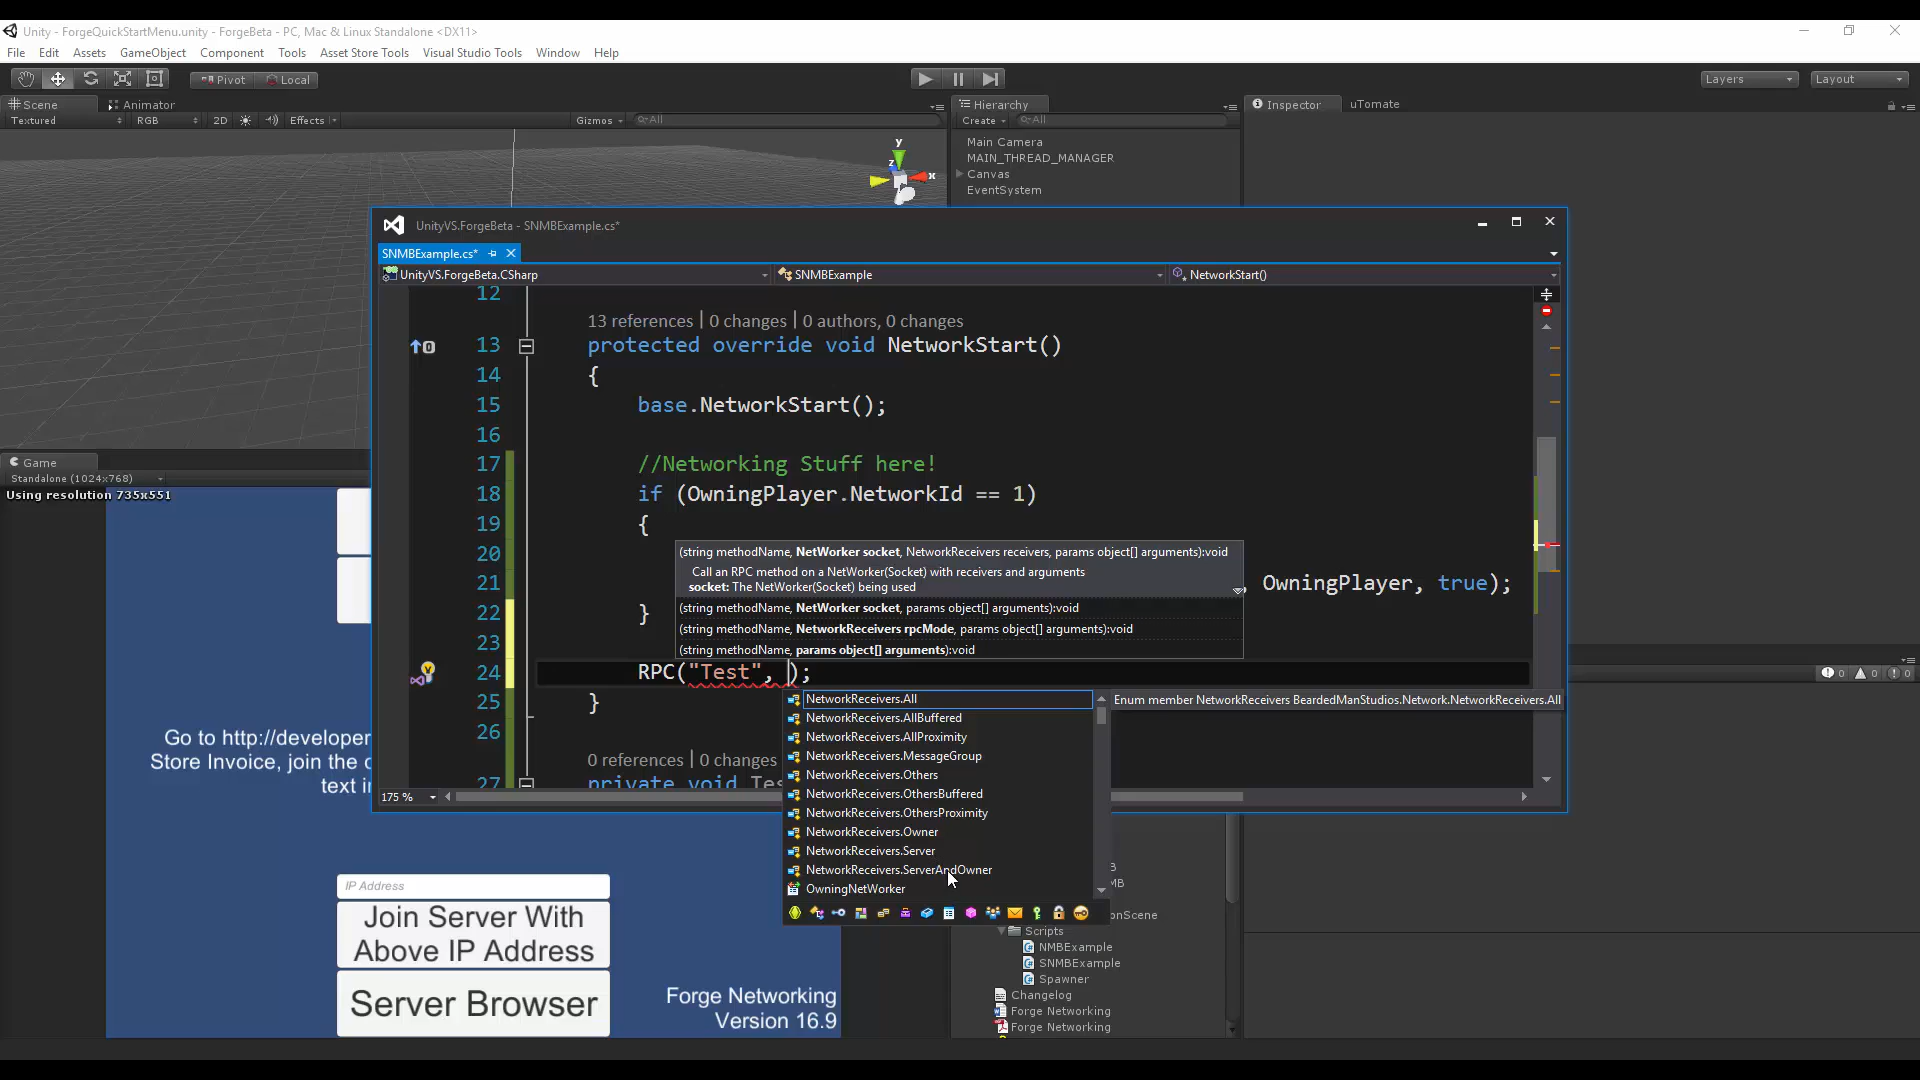 Unity - ForgeQuickStartMenu.unity - ForgeBeta - PC, Mac & Linux Standalone <DX11>
File Edit Assets GameObject Component Tools Asset Store Tools Visual Studio Tools Window Help
Pivot Local Layers Layout
Scene Animator Hierarchy Inspector uTomate
Textured RGB 2D Effects Gizmos All Create All
y
z
x
Main Camera
MAIN_THREAD_MANAGER
Canvas
EventSystem
UnityVS.ForgeBeta - SNMBExample.cs*
SNMBExample.cs*
UnityVS.ForgeBeta.CSharp SNMBExample NetworkStart()
12
13 references | 0 changes | 0 authors, 0 changes
13 protected override void NetworkStart()
14 {
15 base.NetworkStart();
16
17 //Networking Stuff here!
18 if (OwningPlayer.NetworkId == 1)
19 {
20
21 OwningPlayer, true);
22 }
23
24 RPC("Test", );
25 }
26
0 references | 0 changes
27 private void Tes
175 %
(string methodName, NetWorker socket, NetworkReceivers receivers, params object[] arguments):void
Call an RPC method on a NetWorker(Socket) with receivers and arguments
socket: The NetWorker(Socket) being used
(string methodName, NetWorker socket, params object[] arguments):void
(string methodName, NetworkReceivers rpcMode, params object[] arguments):void
(string methodName, params object[] arguments):void
NetworkReceivers.All
NetworkReceivers.AllBuffered
NetworkReceivers.AllProximity
NetworkReceivers.MessageGroup
NetworkReceivers.Others
NetworkReceivers.OthersBuffered
NetworkReceivers.OthersProximity
NetworkReceivers.Owner
NetworkReceivers.Server
NetworkReceivers.ServerAndOwner
OwningNetWorker
Enum member NetworkReceivers BeardedManStudios.Network.NetworkReceivers.All
Game
Standalone (1024x768)
Using resolution 735x551
Go to http://developer
Store Invoice, join the
text i
IP Address
Join Server With
Above IP Address
Server Browser
Forge Networking
Version 16.9
0 0 0
B
MB
onScene
Scripts
NMBExample
SNMBExample
Spawner
Changelog
Forge Networking
Forge Networking